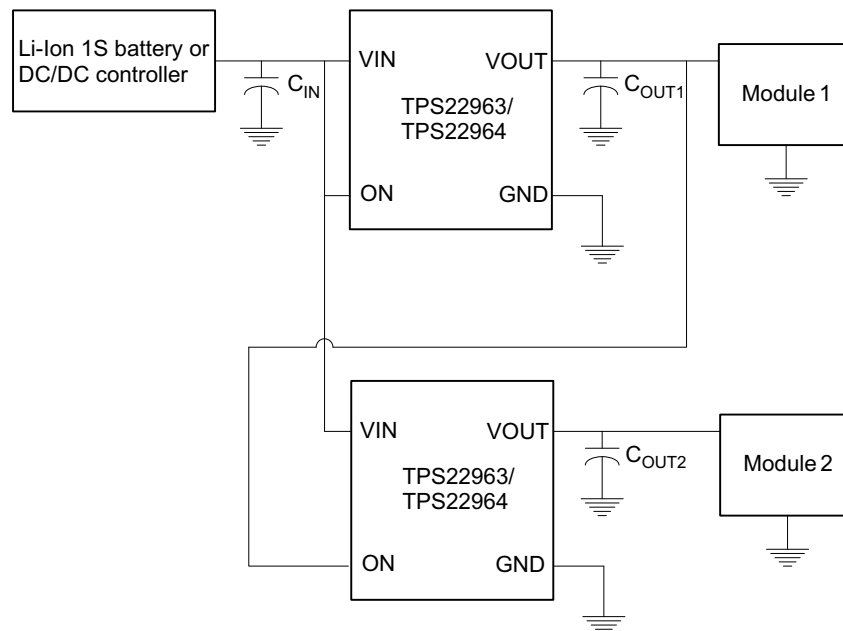 Li-Ion 1S battery or
DC/DC controller
CIN
VIN
VOUT
TPS22963/
TPS22964
ON
GND
COUT1
Module 1
VIN
VOUT
TPS22963/
TPS22964
ON
GND
COUT2
Module 2